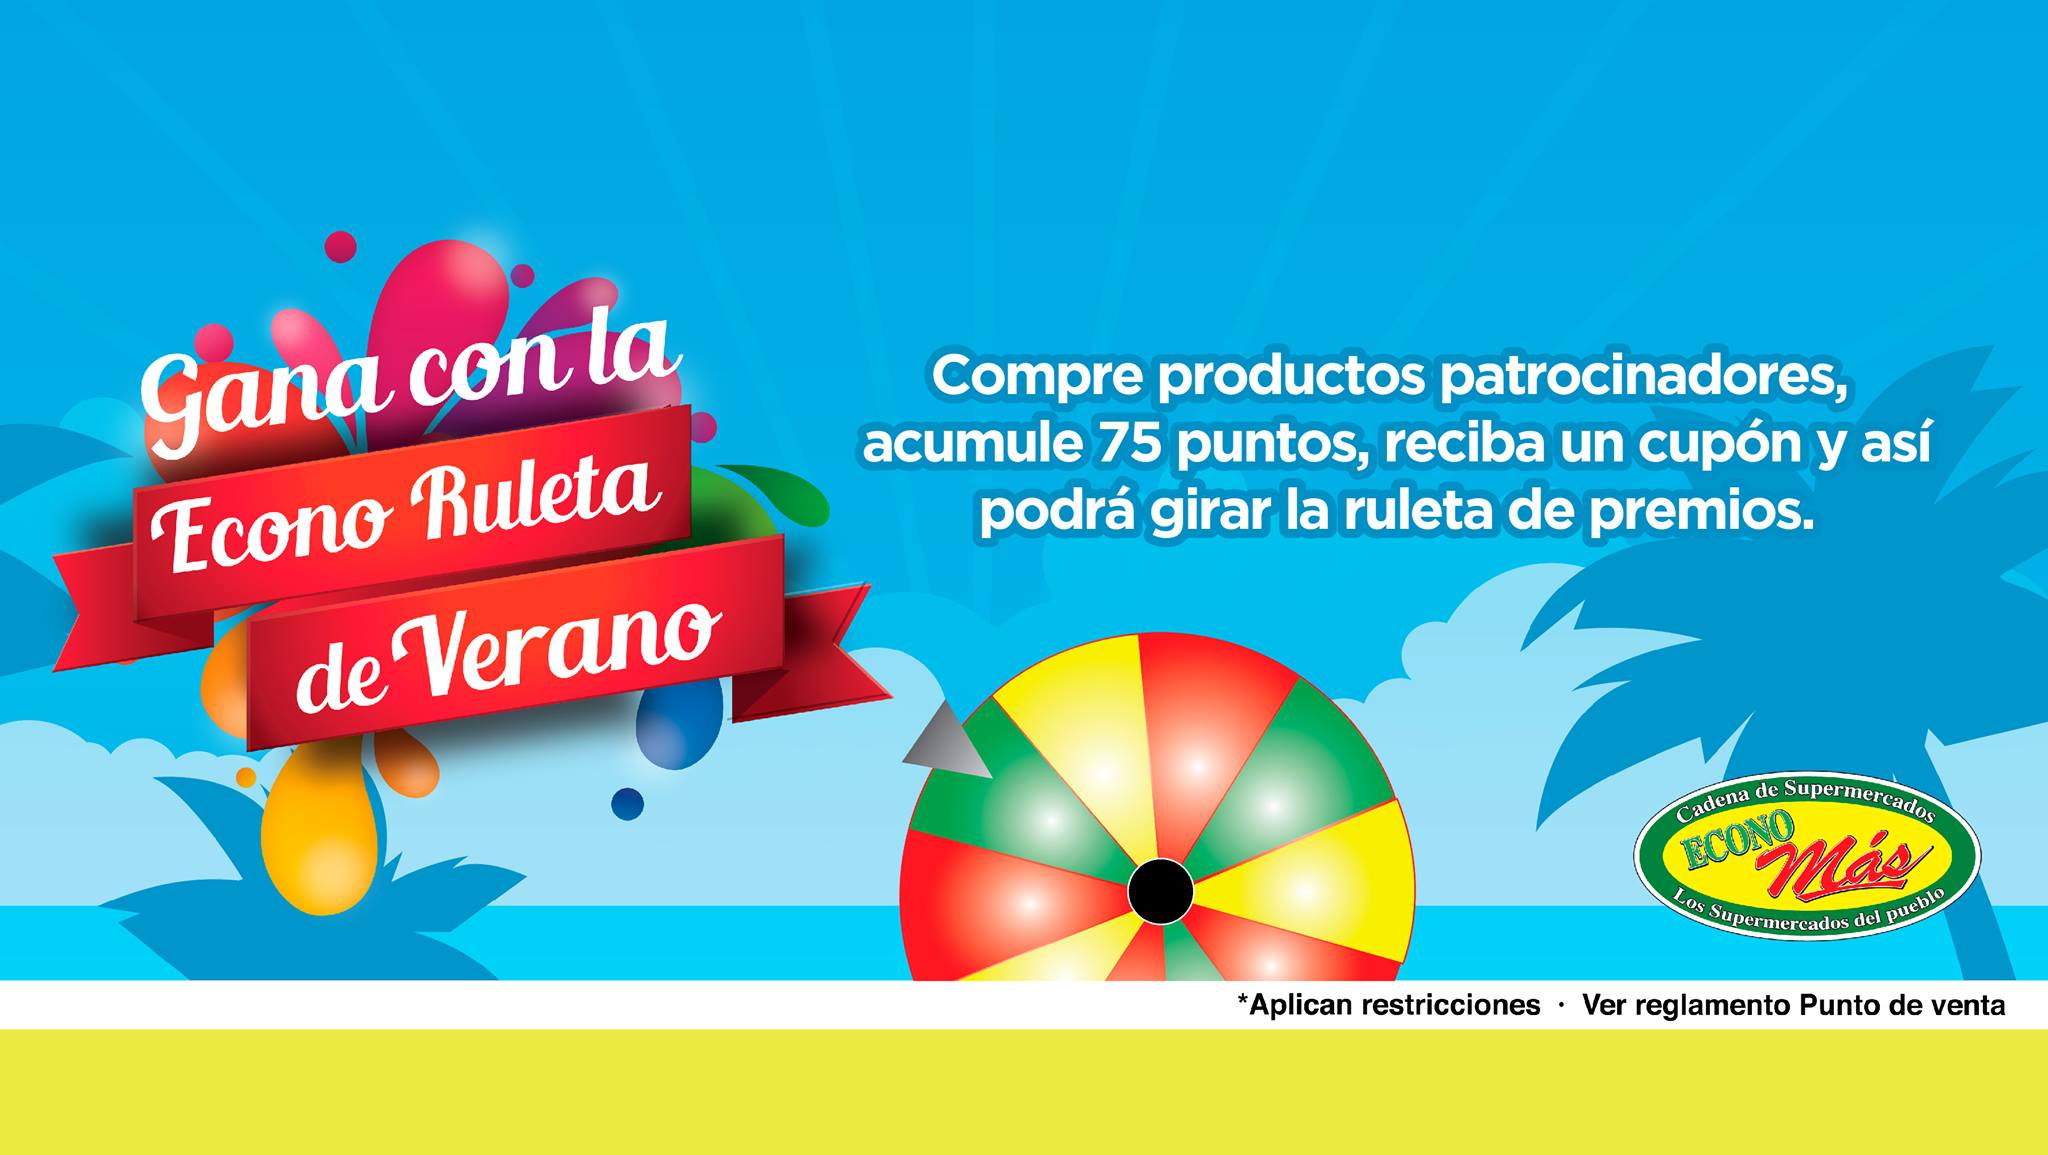 Gana con la
Econo Ruleta
de Verano
Compre productos patrocinadores,
acumule 75 puntos, reciba un cupón y así
podrá girar la ruleta de premios.
Cadena de Supermercados
ECONO
Más
Los Supermercados del pueblo
*Aplican restricciones · Ver reglamento Punto de venta